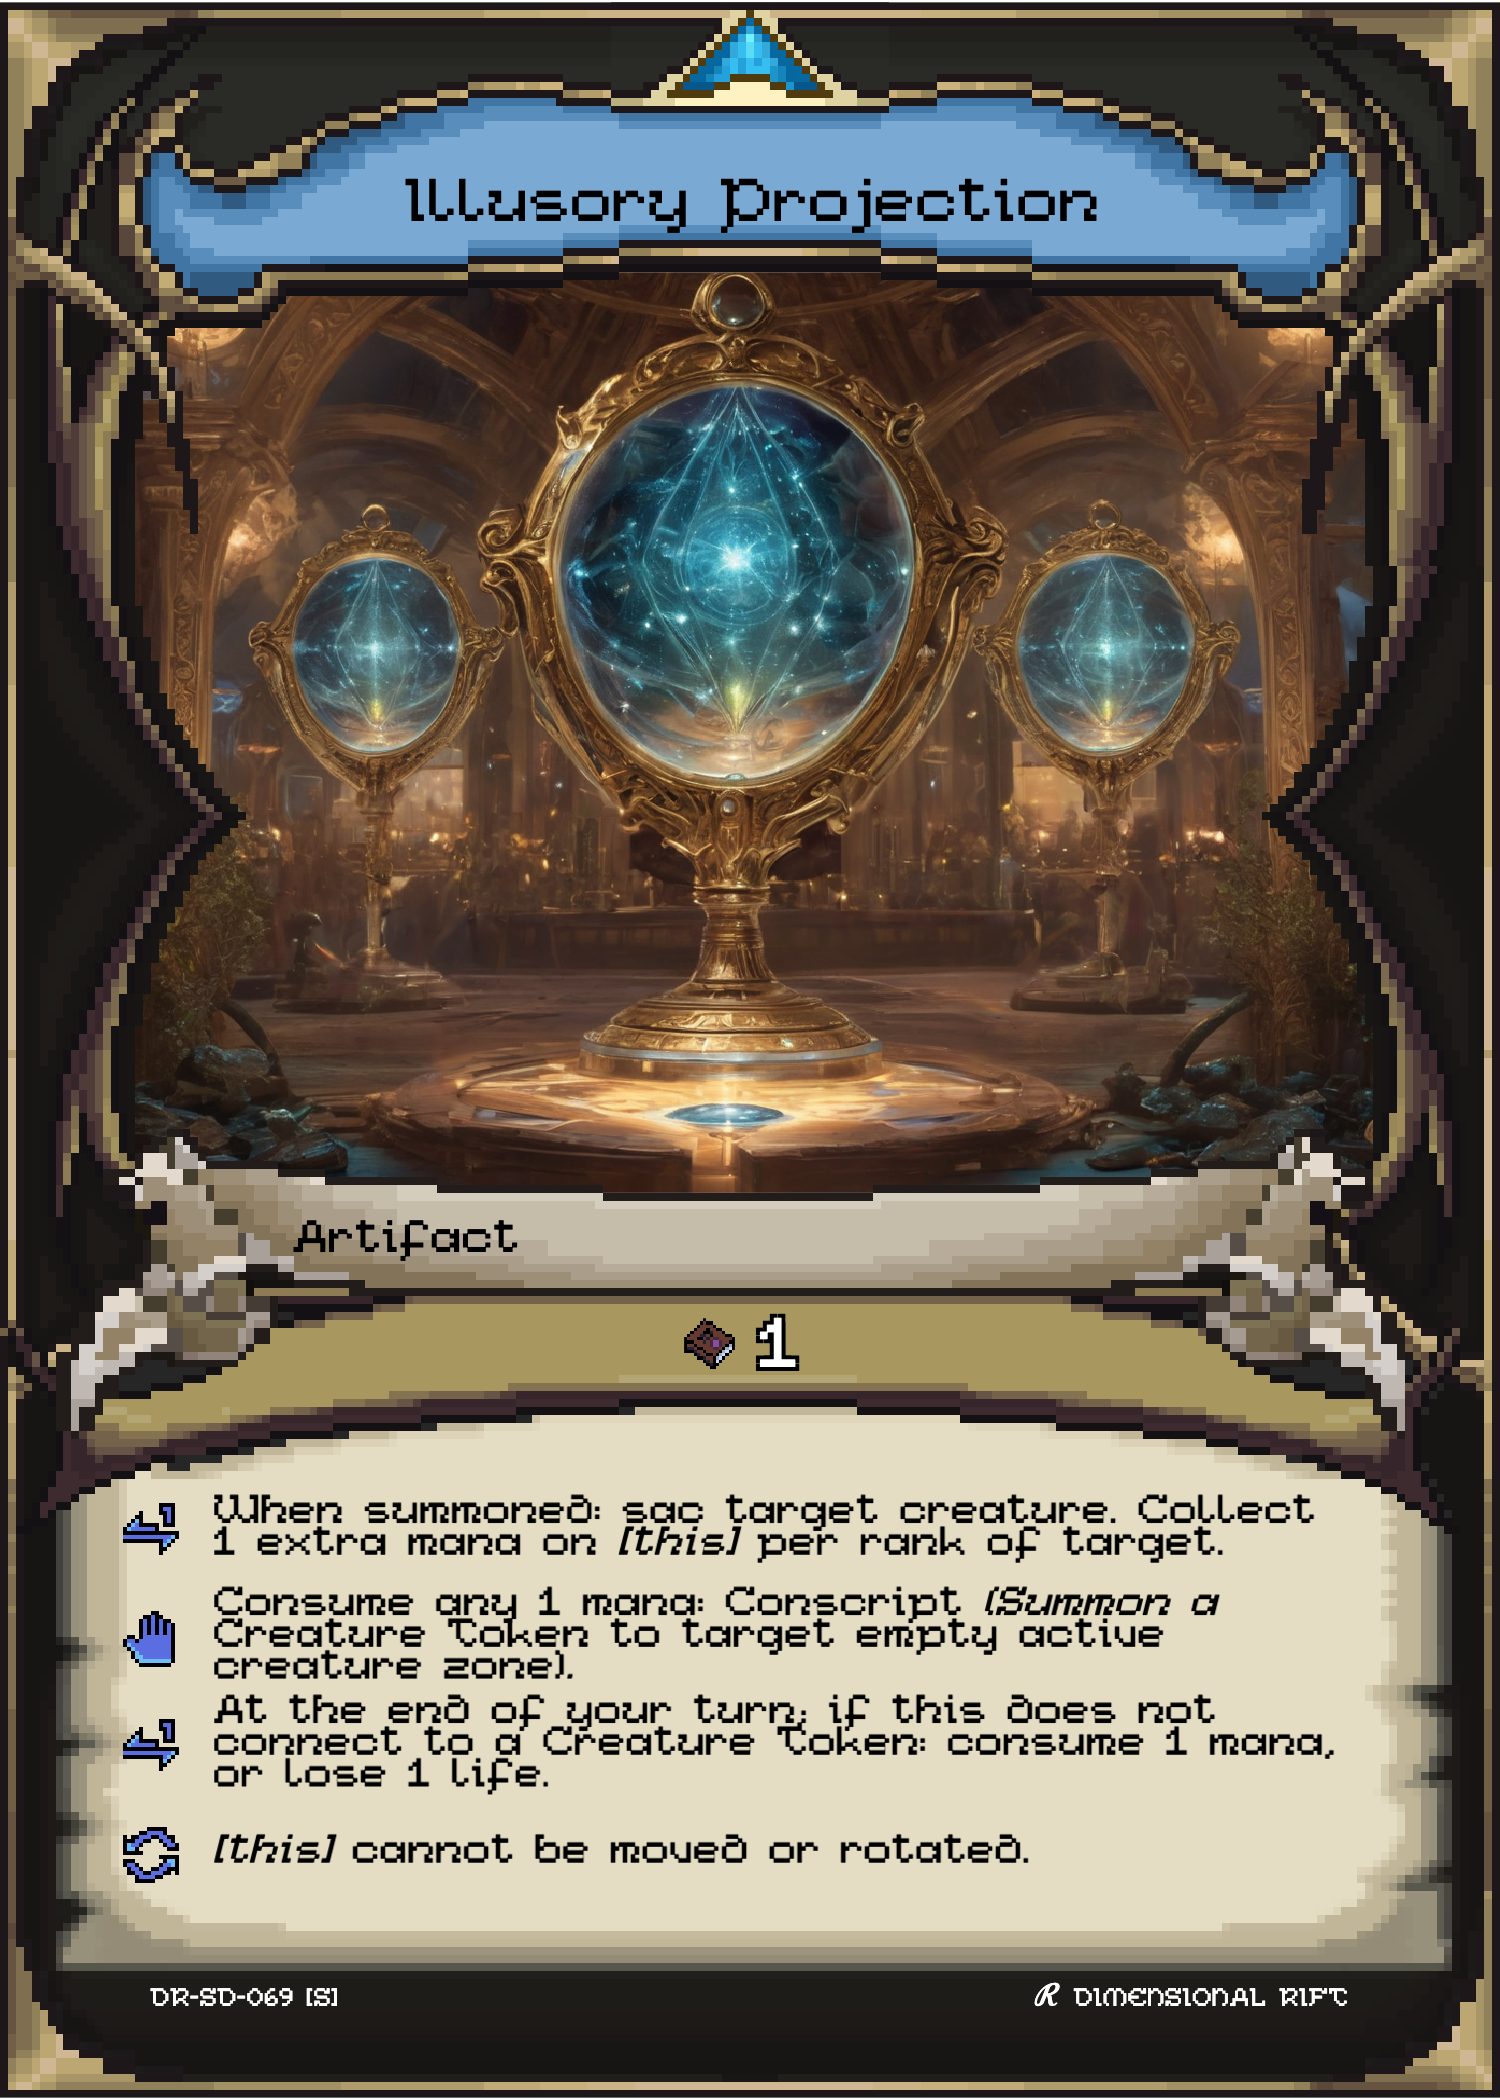 Illusory Projection
Artifact
1
When summoned: sac target creature. Collect
1 extra mana on [this] per rank of target.
Consume any 1 mana: Conscript (Summon a
Creature Token to target empty active
creature zone).
At the end of your turn; if this does not
connect to a Creature Token: consume 1 mana,
or lose 1 life.
[this] cannot be moved or rotated.
DR-SD-069 [S]
R DIMENSIONAL RIFT